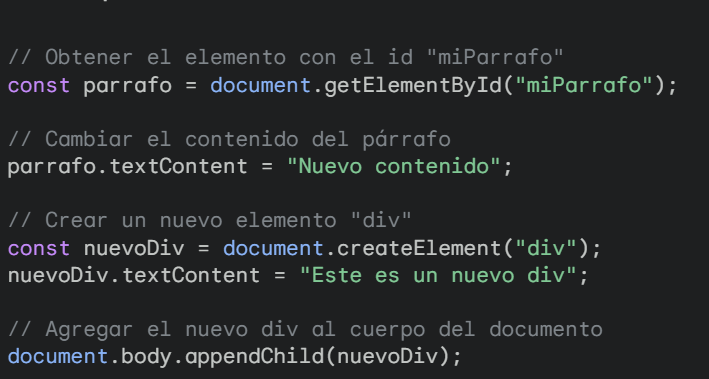 // Obtener el elemento con el id "miParrafo"
const parrafo = document.getElementById("miParrafo");
// Cambiar el contenido del párrafo
parrafo.textContent = "Nuevo contenido";
// Crear un nuevo elemento "div"
const nuevoDiv = document.createElement("div");
nuevoDiv.textContent = "Este es un nuevo div";
// Agregar el nuevo div al cuerpo del documento
document.body.appendChild(nuevoDiv);